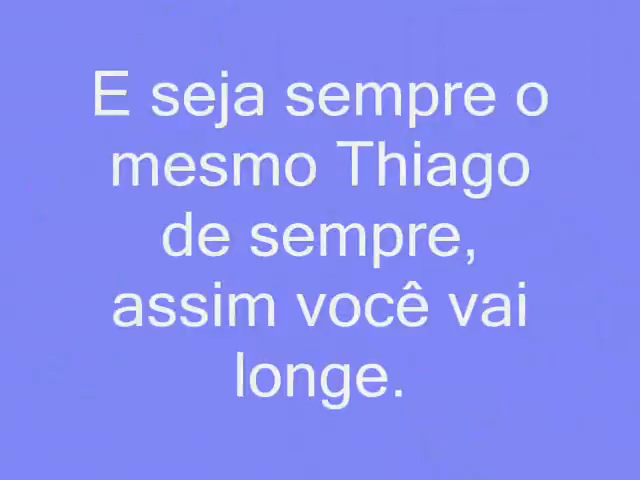 E seja sempre o
mesmo Thiago
de sempre,
assim você vai
longe.